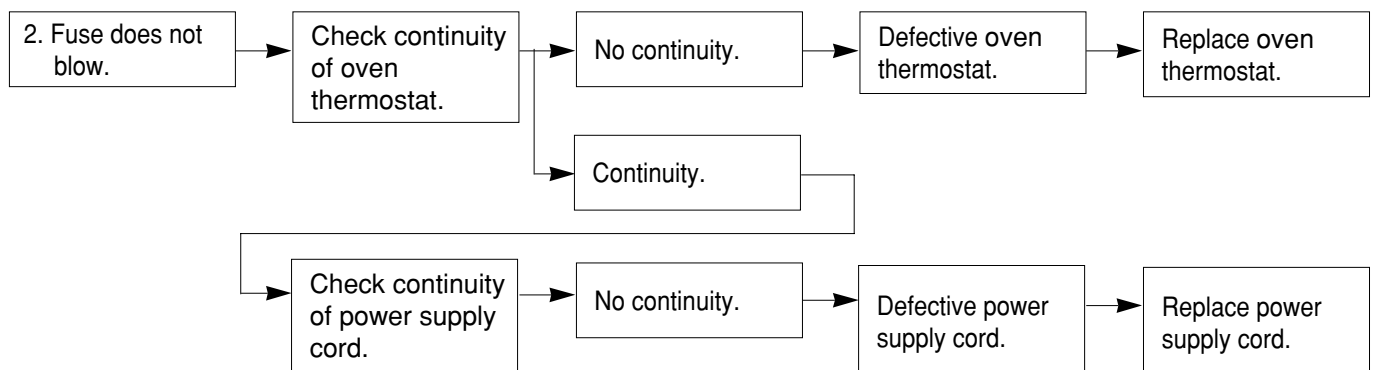 2. Fuse does not
blow.
Check continuity
of oven
thermostat.
No continuity.
Defective oven
thermostat.
Replace oven
thermostat.
Continuity.
Check continuity
of power supply
cord.
No continuity.
Defective power
supply cord.
Replace power
supply cord.